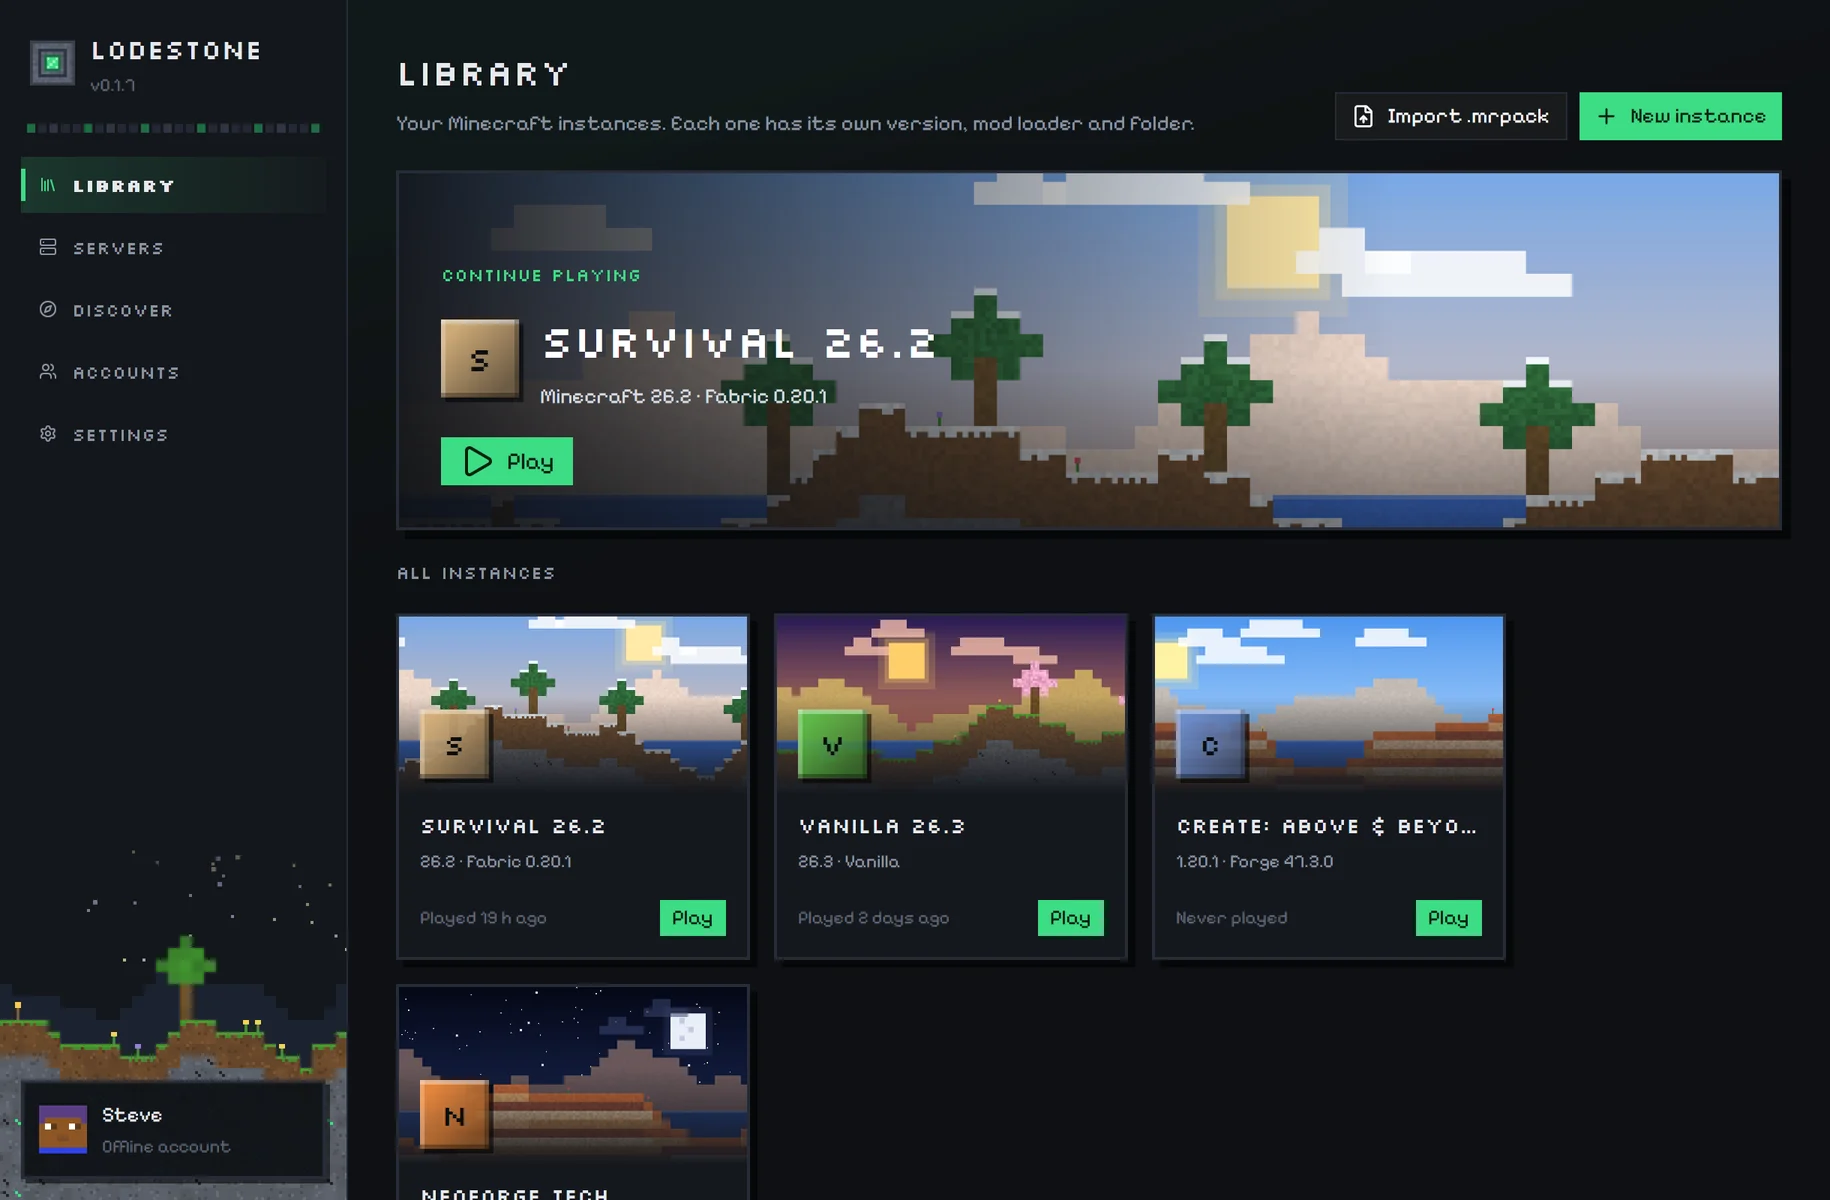 LODESTONE
v0.1.7
LIBRARY
SERVERS
DISCOVER
ACCOUNTS
SETTINGS
Steve
Offline account
LIBRARY
Your Minecraft instances. Each one has its own version, mod loader and folder.
Import .mrpack
+ New instance
CONTINUE PLAYING
S
SURVIVAL 26.2
Minecraft 26.2 · Fabric 0.20.1
Play
ALL INSTANCES
S
SURVIVAL 26.2
26.2 · Fabric 0.20.1
Played 19 h ago
Play
V
VANILLA 26.3
26.3 · Vanilla
Played 2 days ago
Play
C
CREATE: ABOVE & BEYO...
1.20.1 · Forge 47.3.0
Never played
Play
N
NEOFORGE TECH